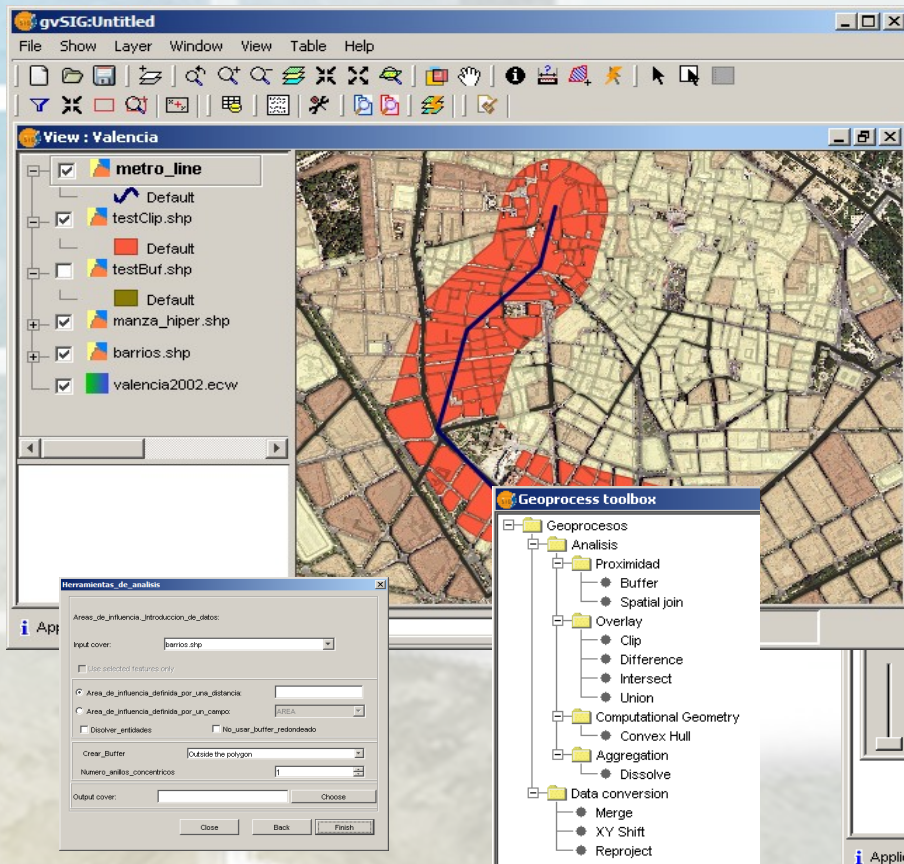 gvSIG:Untitled
File Show Layer Window View Table Help
View : Valencia
metro_line
Default
testClip.shp
Default
testBuf.shp
Default
manza_hiper.shp
barrios.shp
valencia2002.ecw
Geoprocess toolbox
Geoprocesos
Analisis
Proximidad
Buffer
Spatial join
Overlay
Clip
Difference
Intersect
Union
Computational Geometry
Convex Hull
Aggregation
Dissolve
Data conversion
Merge
XY Shift
Reproject
Herramientas_de_analisis
Areas_de_influencia._Introduccion_de_datos:
Input cover: barrios.shp
Use selected features only
Area_de_influencia_definida_por_una_distancia:
Area_de_influencia_definida_por_un_campo: AREA
Disolver_entidades No_usar_buffer_redondeado
Crear_Buffer Outside the polygon
Numero_anillos_concentricos 1
Output cover: Choose
Close Back Finish
i App
i Appli